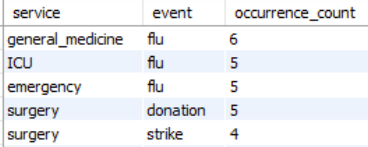 service event occurrence_count
general_medicine flu 6
ICU flu 5
emergency flu 5
surgery donation 5
surgery strike 4